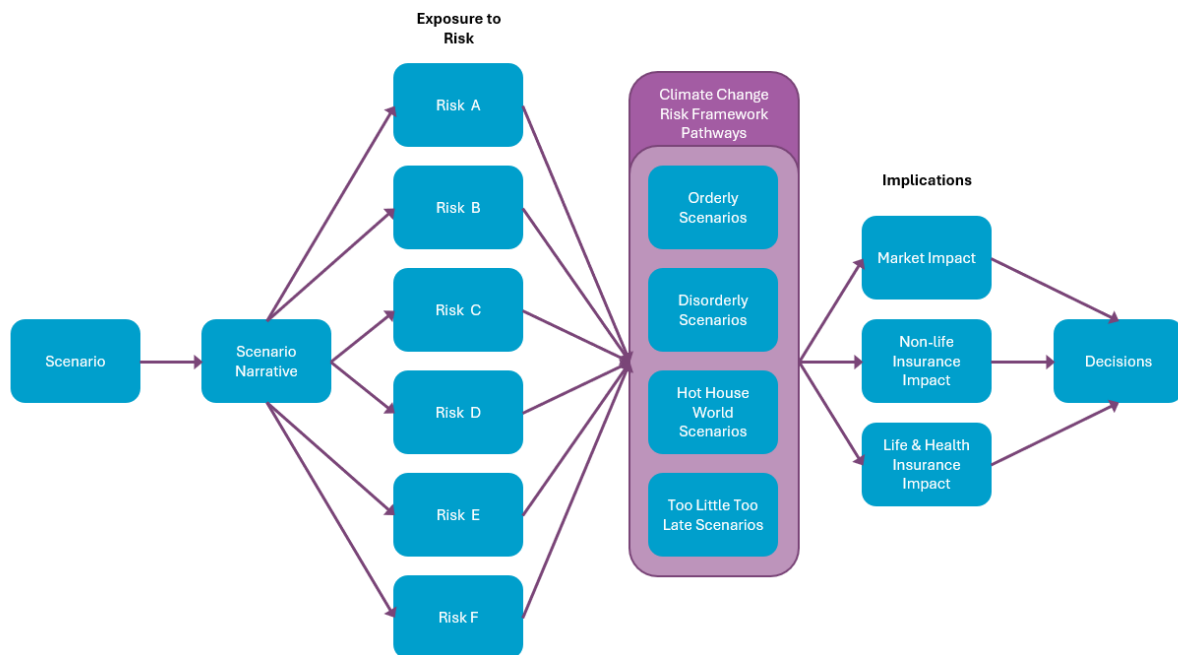 Exposure to
Risk
Risk A
Risk B
Risk C
Risk D
Risk E
Risk F
Scenario
Scenario
Narrative
Climate Change
Risk Framework
Pathways
Orderly
Scenarios
Disorderly
Scenarios
Hot House
World
Scenarios
Too Little Too
Late Scenarios
Implications
Market Impact
Non-life
Insurance
Impact
Life & Health
Insurance
Impact
Decisions